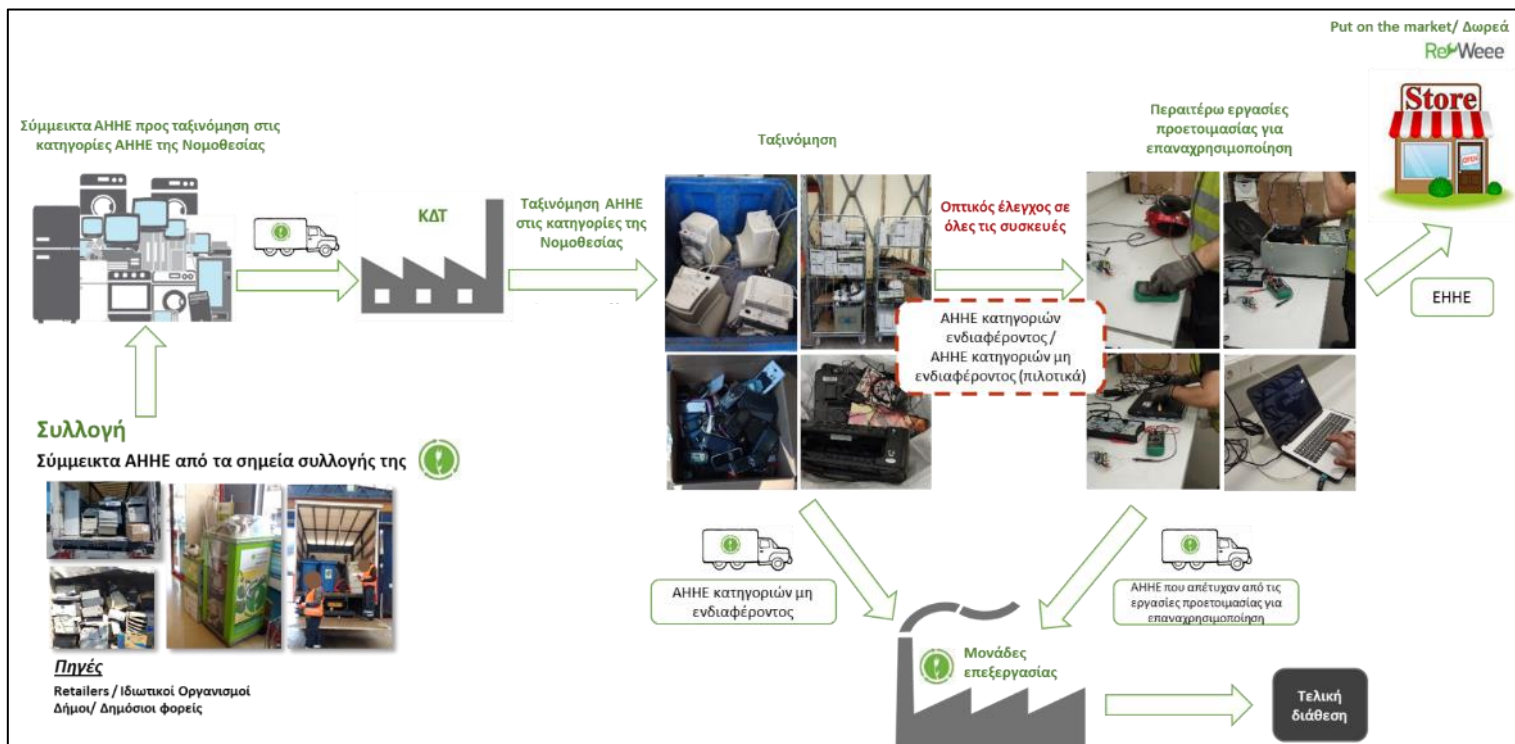 Put on the market/ Δωρεά
ReWeee
Store
OPEN
Σύμμεικτα ΑΗΗΕ προς ταξινόμηση στις
κατηγορίες ΑΗΗΕ της Νομοθεσίας
ΚΔΤ
Ταξινόμηση ΑΗΗΕ
στις κατηγορίες της
Νομοθεσίας
Ταξινόμηση
Οπτικός έλεγχος σε
όλες τις συσκευές
ΑΗΗΕ κατηγοριών
ενδιαφέροντος /
ΑΗΗΕ κατηγοριών μη
ενδιαφέροντος (πιλοτικά)
Περαιτέρω εργασίες
προετοιμασίας για
επαναχρησιμοποίηση
ΕΗΗΕ
Συλλογή
Σύμμεικτα ΑΗΗΕ από τα σημεία συλλογής της
Πηγές
Retailers / Ιδιωτικοί Οργανισμοί
Δήμοι/ Δημόσιοι φορείς
ΑΗΗΕ κατηγοριών μη
ενδιαφέροντος
ΑΗΗΕ που απέτυχαν από τις
εργασίες προετοιμασίας για
επαναχρησιμοποίηση
Μονάδες
επεξεργασίας
Τελική
διάθεση